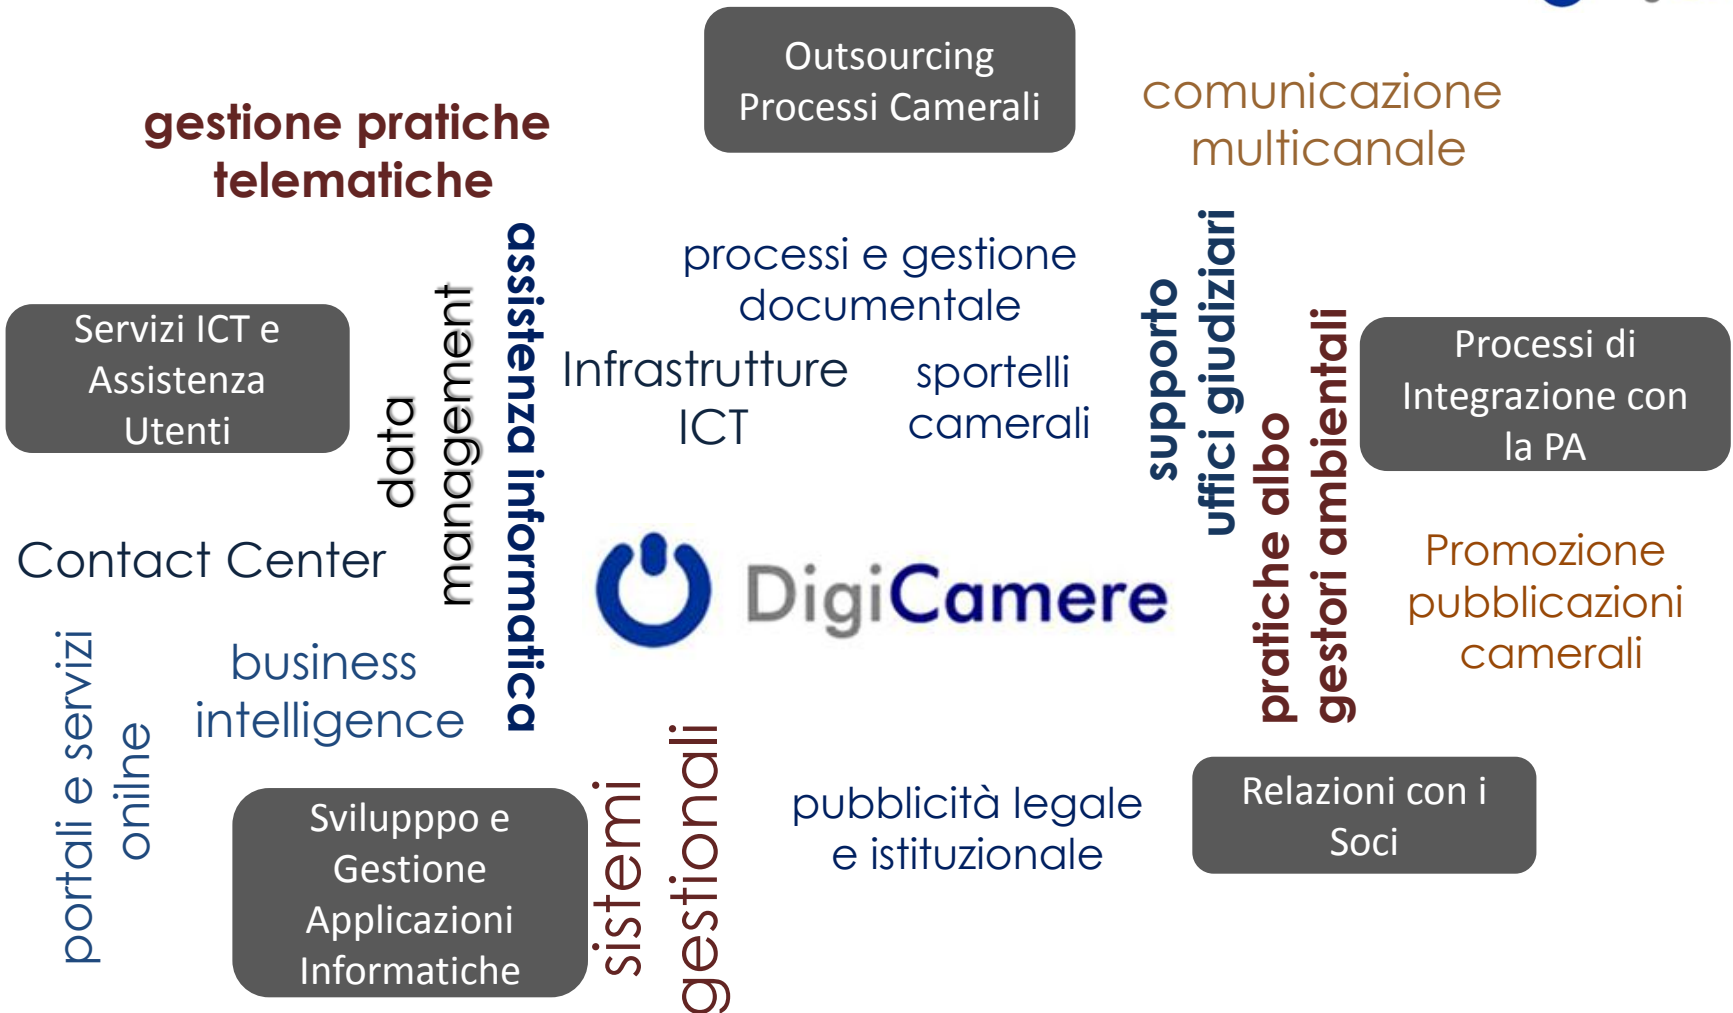 Outsourcing
Processi Camerali
comunicazione
multicanale
gestione pratiche
telematiche
processi e gestione
documentale
Servizi ICT e
Assistenza
Utenti
data
management
assistenza informatica
Infrastrutture
ICT
sportelli
camerali
supporto
uffici giudiziari
pratiche albo
gestori ambientali
Processi di
Integrazione con
la PA
Contact Center
DigiCamere
Promozione
pubblicazioni
camerali
portali e servizi
onilne
business
intelligence
Svilupppo e
Gestione
Applicazioni
Informatiche
sistemi
gestionali
pubblicità legale
e istituzionale
Relazioni con i
Soci